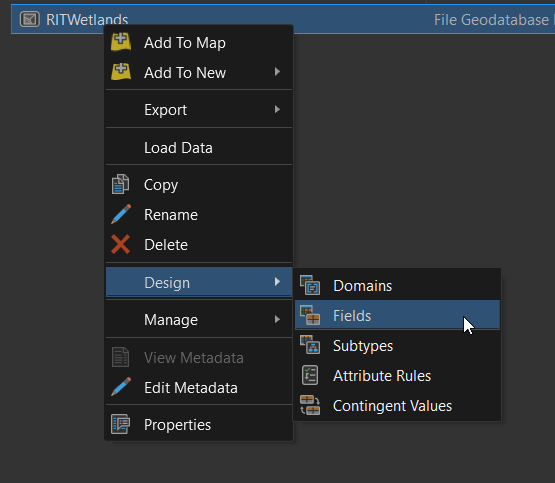 RITWetlands File Geodatabase
Add To Map
Add To New
Export
Load Data
Copy
Rename
Delete
Design
Manage
View Metadata
Edit Metadata
Properties
Domains
Fields
Subtypes
Attribute Rules
Contingent Values